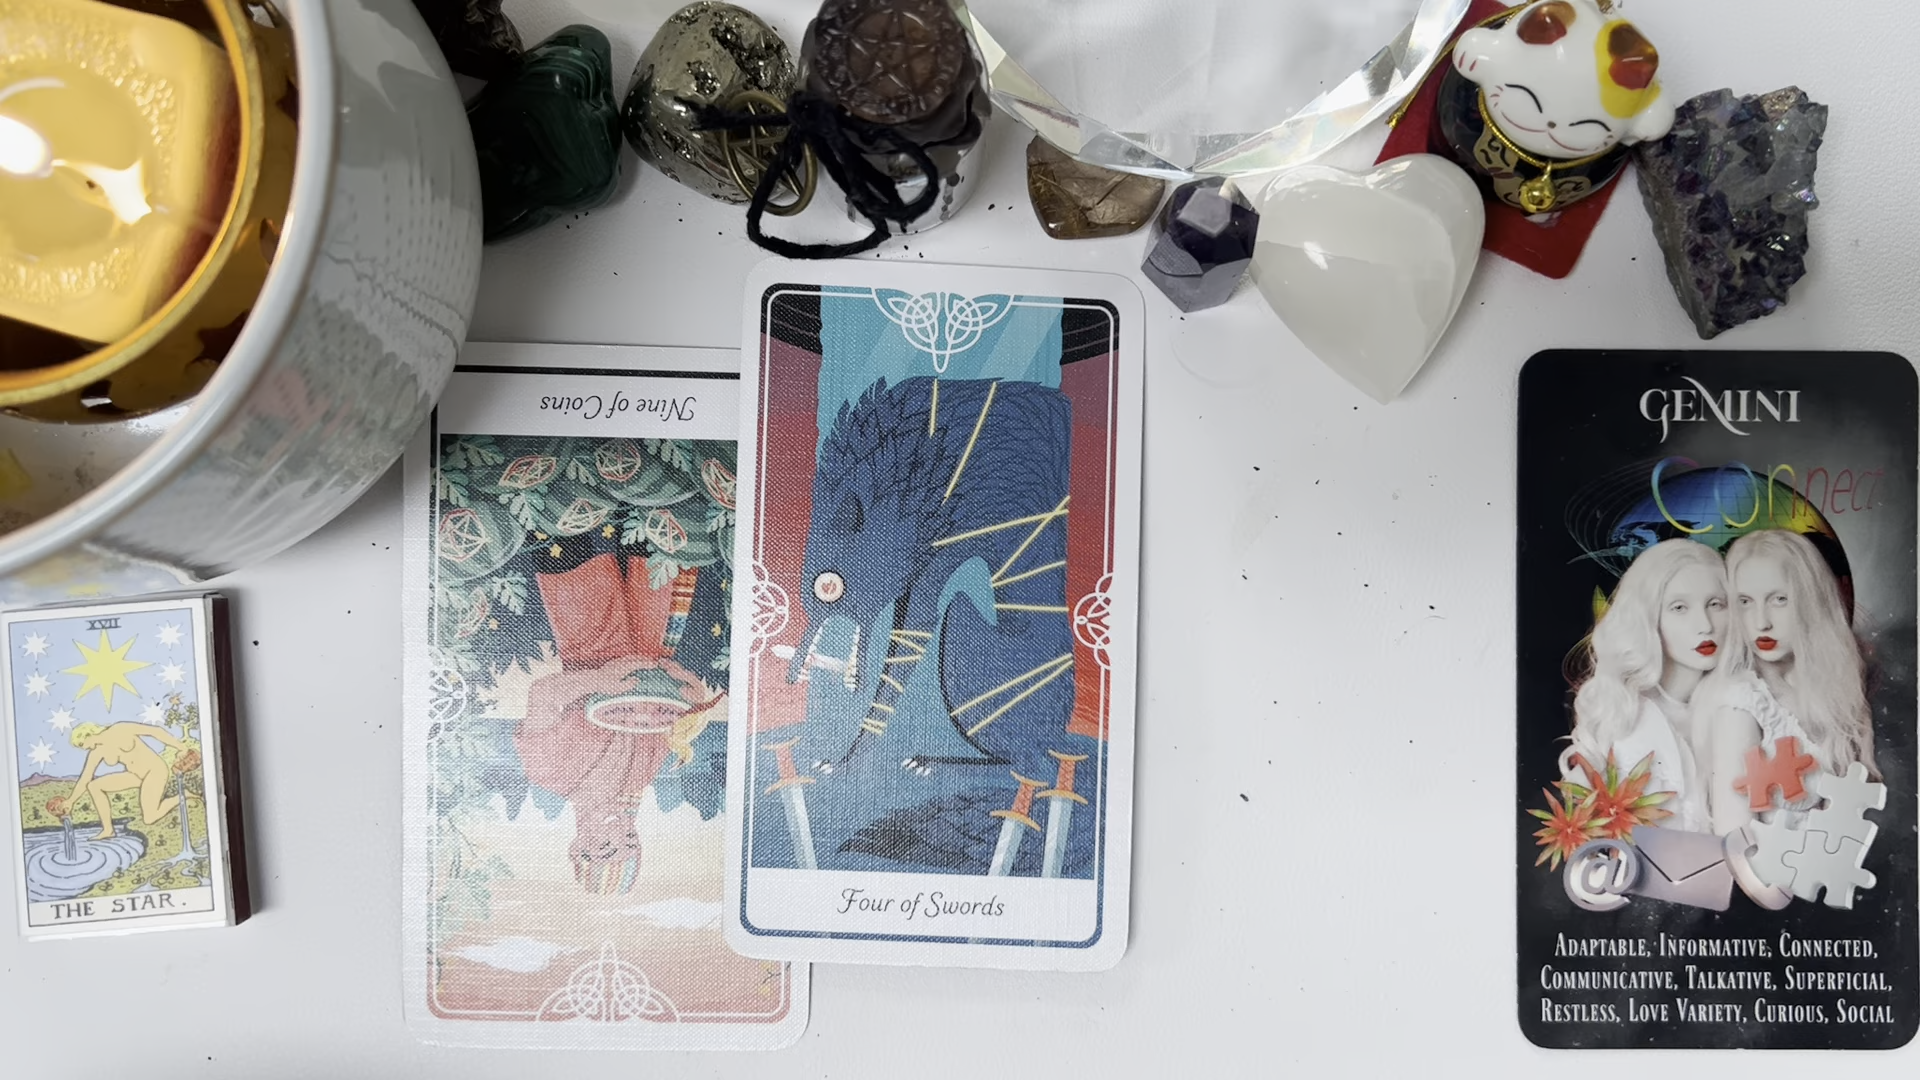 Nine of Coins
Four of Swords
XVII
THE STAR.
GEMINI
Connect
@
ADAPTABLE, INFORMATIVE, CONNECTED,
COMMUNICATIVE, TALKATIVE, SUPERFICIAL,
RESTLESS, LOVE VARIETY, CURIOUS, SOCIAL